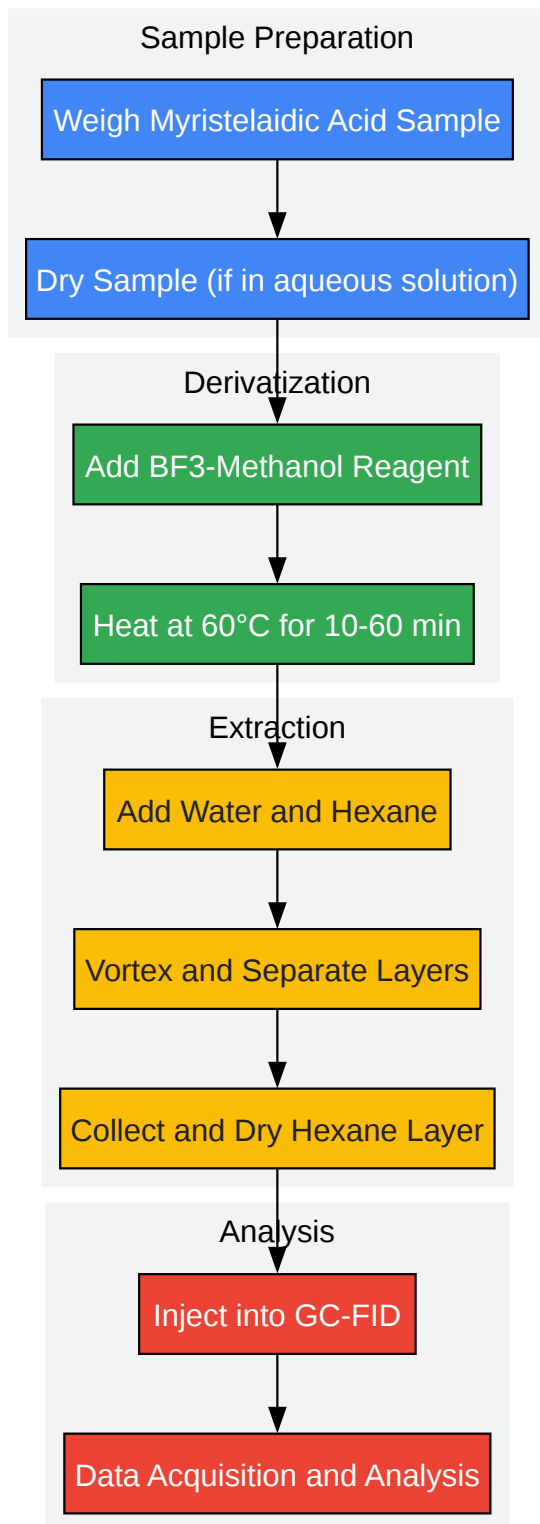 Sample Preparation
Weigh Myristelaidic Acid Sample
Dry Sample (if in aqueous solution)
Derivatization
Add BF3-Methanol Reagent
Heat at 60°C for 10-60 min
Extraction
Add Water and Hexane
Vortex and Separate Layers
Collect and Dry Hexane Layer
Analysis
Inject into GC-FID
Data Acquisition and Analysis